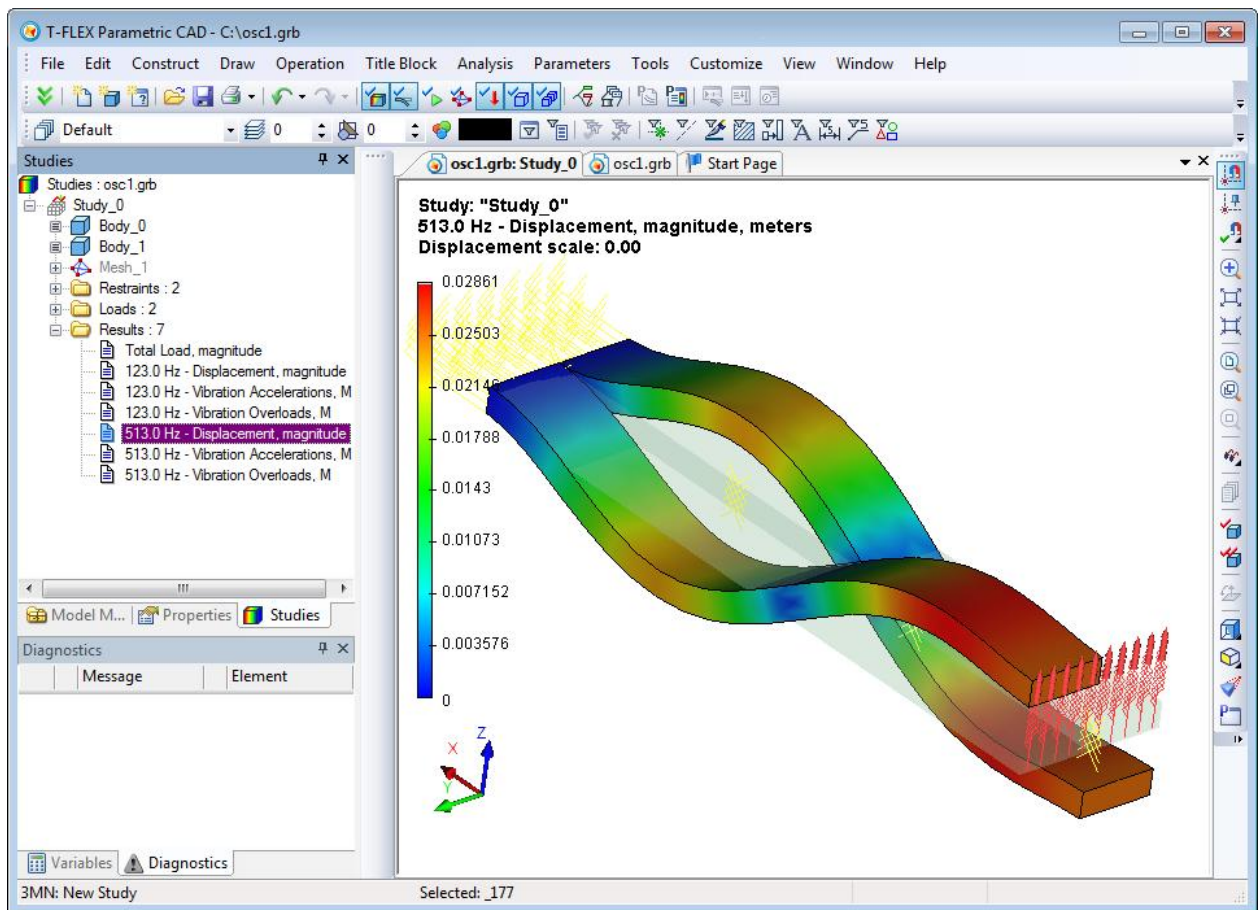 T-FLEX Parametric CAD - C:\osc1.grb
File Edit Construct Draw Operation Title Block Analysis Parameters Tools Customize View Window Help
Default 0 0
Studies
osc1.grb: Study_0 osc1.grb Start Page
Studies : osc1.grb
Study_0
Body_0
Body_1
Mesh_1
Restraints : 2
Loads : 2
Results : 7
Total Load, magnitude
123.0 Hz - Displacement, magnitude
123.0 Hz - Vibration Accelerations, M
123.0 Hz - Vibration Overloads, M
513.0 Hz - Displacement, magnitude
513.0 Hz - Vibration Accelerations, M
513.0 Hz - Vibration Overloads, M
Model M... Properties Studies
Diagnostics
Message Element
Variables Diagnostics
Study: "Study_0"
513.0 Hz - Displacement, magnitude, meters
Displacement scale: 0.00
0.02861
0.02503
0.02146
0.01788
0.0143
0.01073
0.007152
0.003576
0
Z
X
Y
3MN: New Study Selected: _177